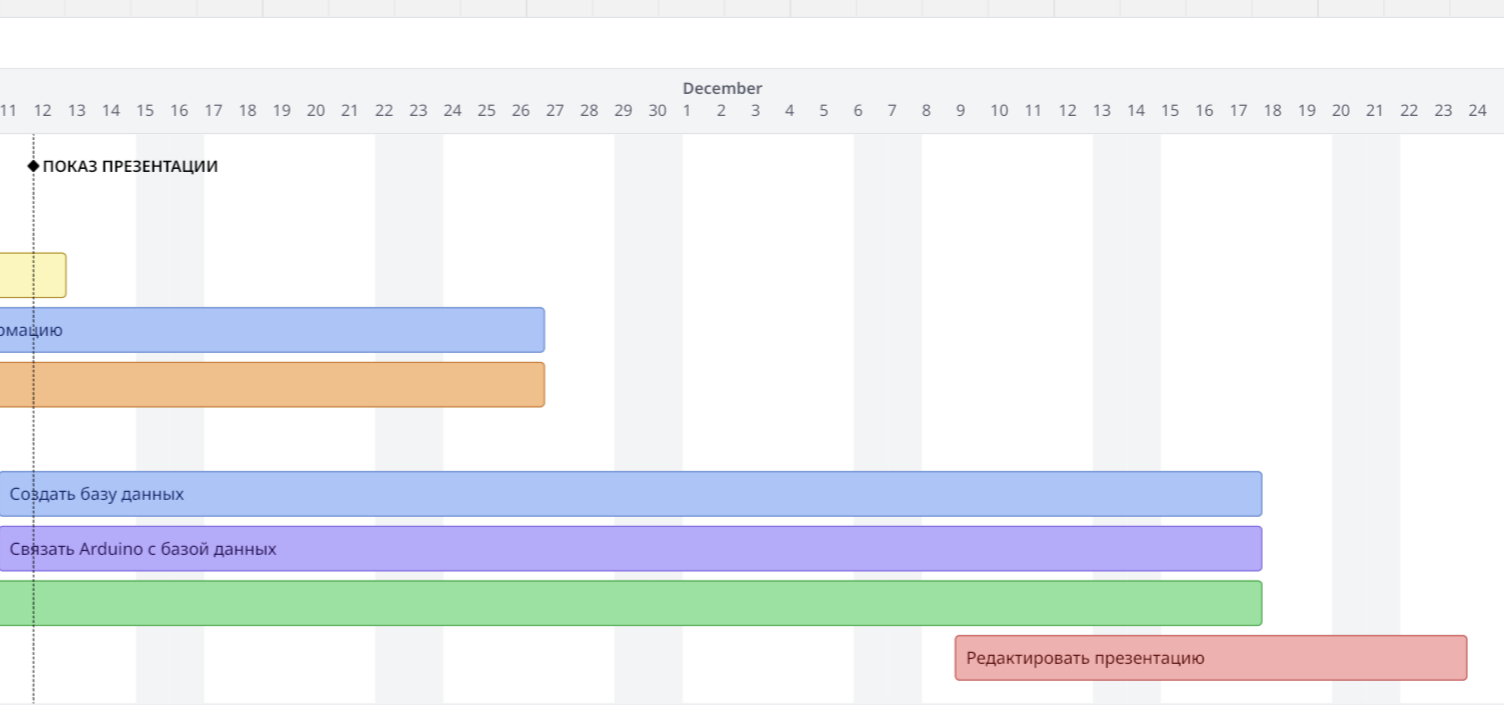 December
11 12 13 14 15 16 17 18 19 20 21 22 23 24 25 26 27 28 29 30 1 2 3 4 5 6 7 8 9 10 11 12 13 14 15 16 17 18 19 20 21 22 23 24
ПОКАЗ ПРЕЗЕНТАЦИИ
рмацию
Создать базу данных
Связать Arduino с базой данных
Редактировать презентацию